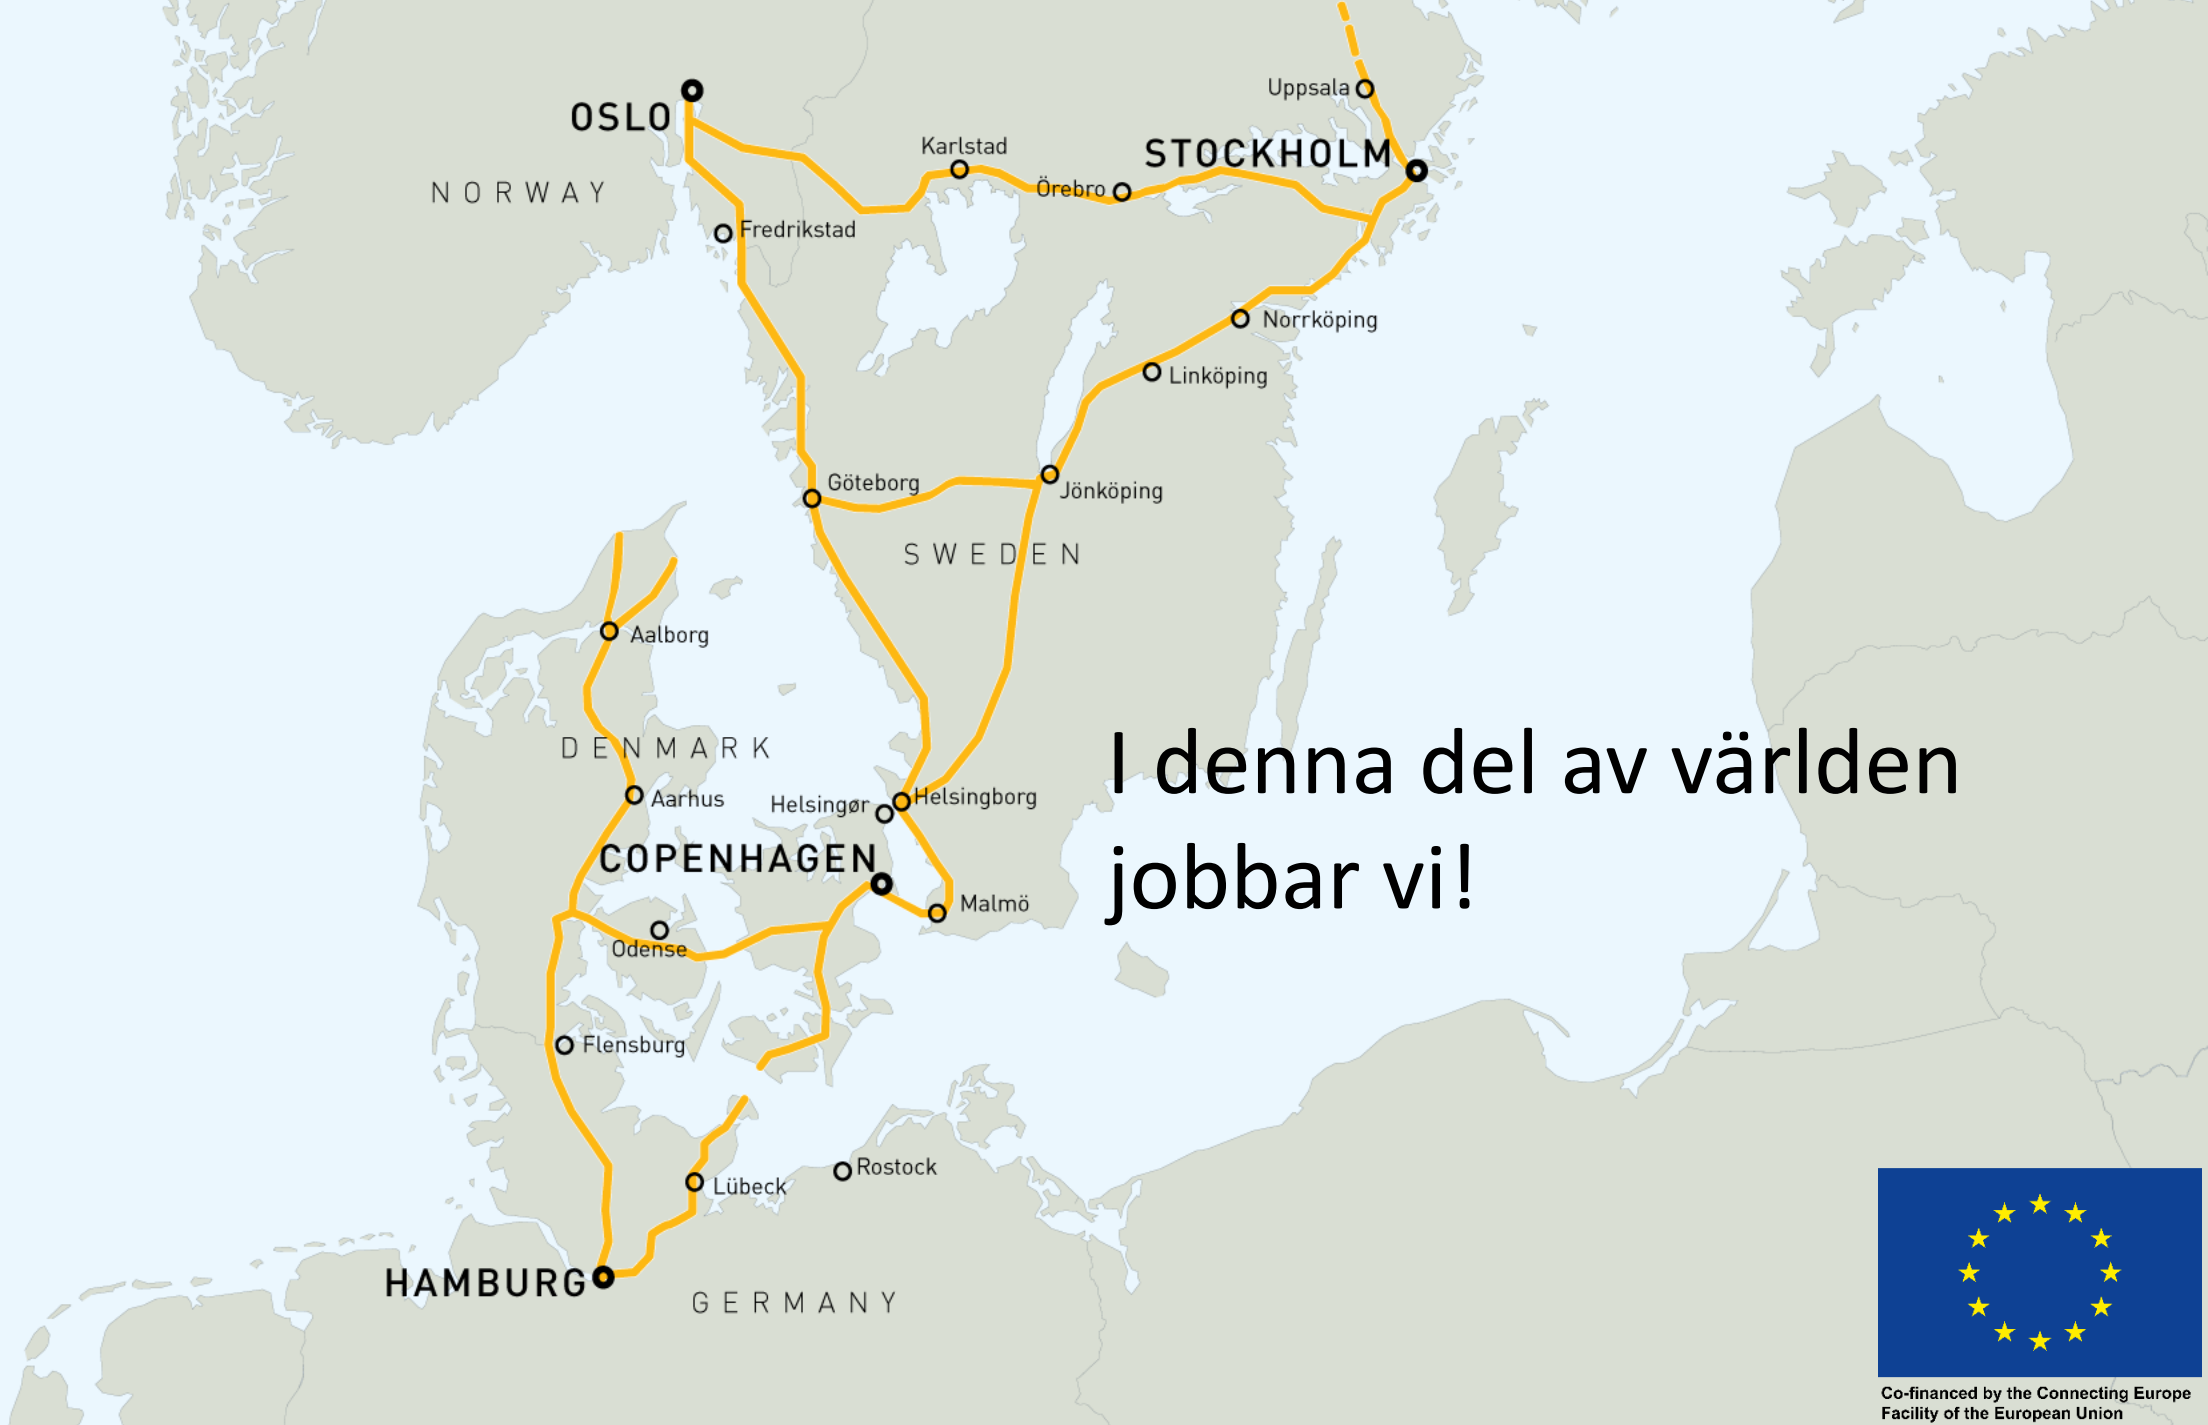 Uppsala
OSLO
STOCKHOLM
Karlstad
Örebro
NORWAY
Fredrikstad
Norrköping
Linköping
Göteborg
Jönköping
SWEDEN
Aalborg
DENMARK
I denna del av världen
jobbar vi!
Aarhus
Helsingør
Helsingborg
COPENHAGEN
Malmö
Odense
Flensburg
Rostock
Lübeck
HAMBURG
GERMANY
Co-financed by the Connecting Europe
Facility of the European Union